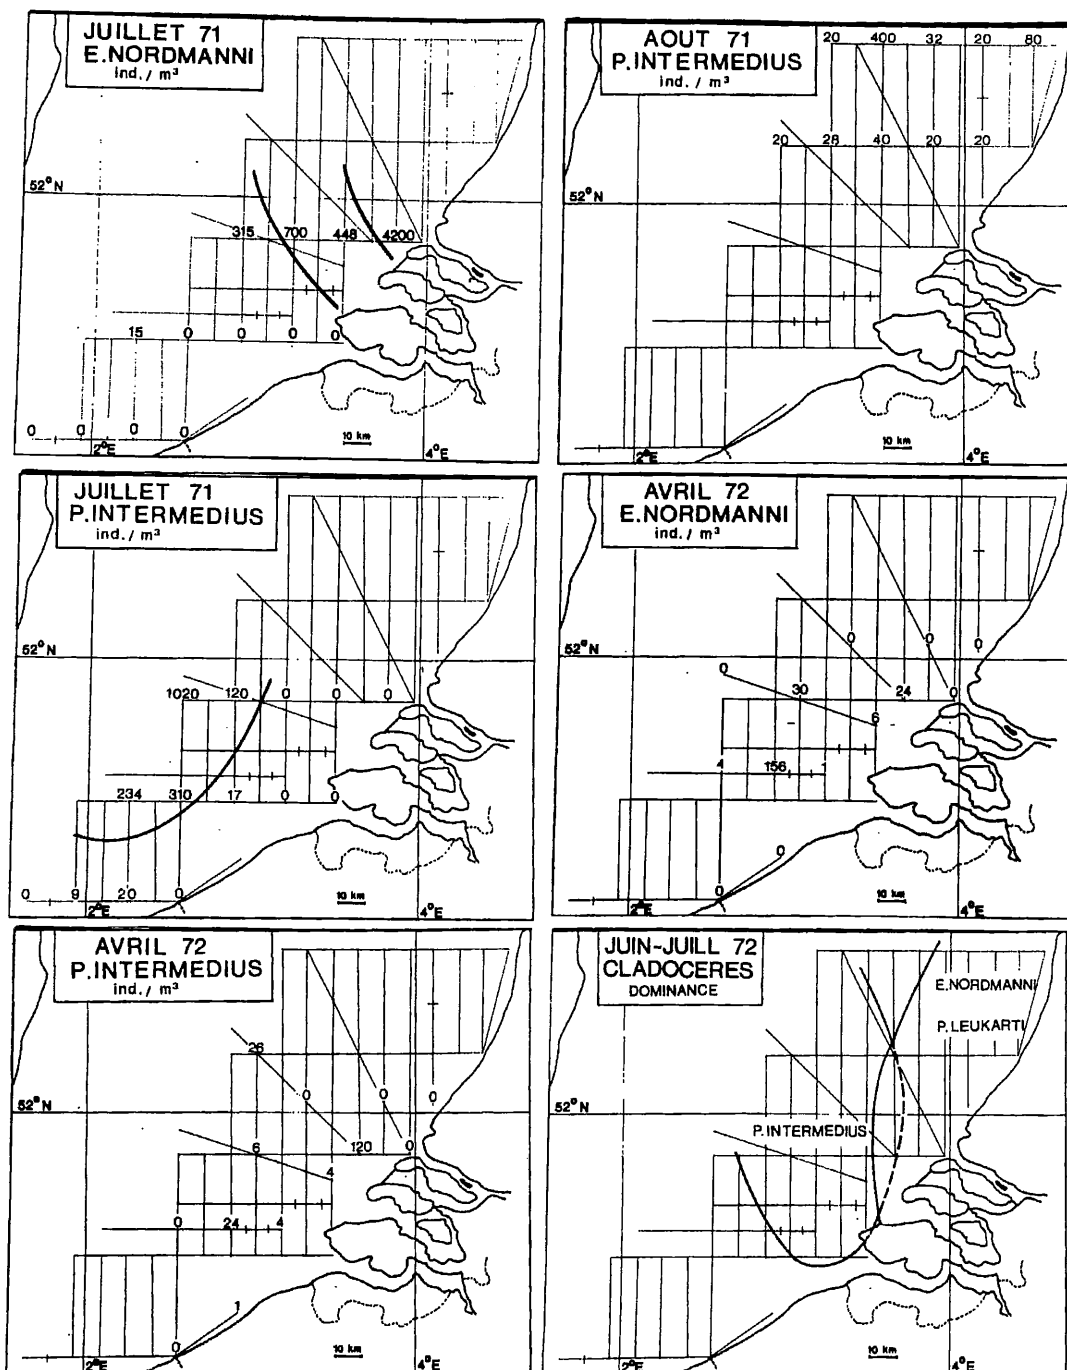 JUILLET 71
E.NORDMANNI
ind./ m³
52°N
315 700 448 4200
15 0 0 0 0
0 0 0 0
2°E
10 km
4°E
AOUT 71
P.INTERMEDIUS
ind./ m³
20 400 32 20 80
20 28 40 20 20
52°N
10 km
2°E
4°E
JUILLET 71
P.INTERMEDIUS
ind./ m³
52°N
1020 120 0 0 0
234 310 17 0 0
0 9 20 0
2°E
10 km
4°E
AVRIL 72
E.NORDMANNI
ind./ m³
0 0 0
52°N
0
30 24 0
6
4 156 1
0
0
2°E
10 km
4°E
AVRIL 72
P.INTERMEDIUS
ind./ m³
26
0 0 0
52°N
6 120 0
4
0 24 4
1
0
2°E
10 km
4°E
JUIN-JUILL 72
CLADOCERES
DOMINANCE
E.NORDMANNI
P.LEUKARTI
52°N
P.INTERMEDIUS
10 km
2°E
4°E